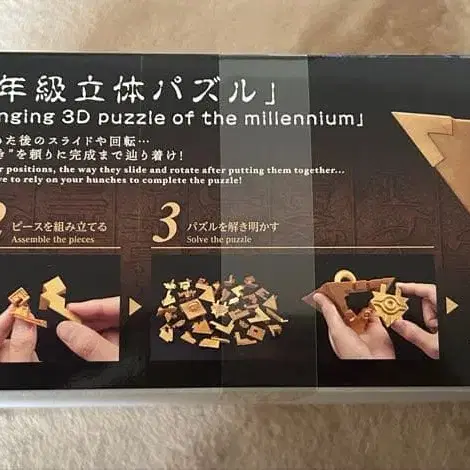 年級立体パズル」
nging 3D puzzle of the millennium」
た後のスライドや回転…
を頼りに完成まで辿り着け!
r positions, the way they slide and rotate after putting them together...
ve to rely on your hunches to complete the puzzle!
2 ピースを組み立てる
Assemble the pieces
3 パズルを解き明かす
Solve the puzzle